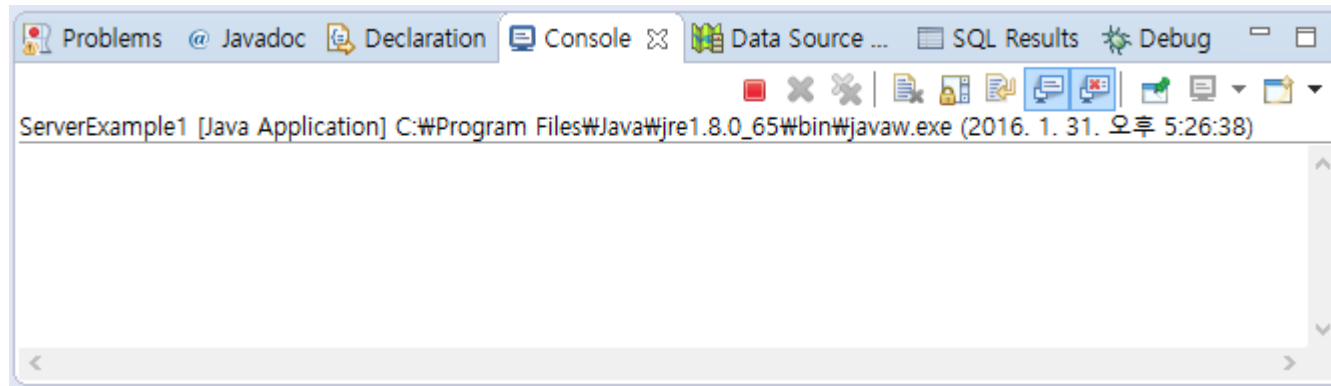 Problems @ Javadoc Declaration Console Data Source ... SQL Results Debug
ServerExample1 [Java Application] C:₩Program Files₩Java₩jre1.8.0_65₩bin₩javaw.exe (2016. 1. 31. 오후 5:26:38)